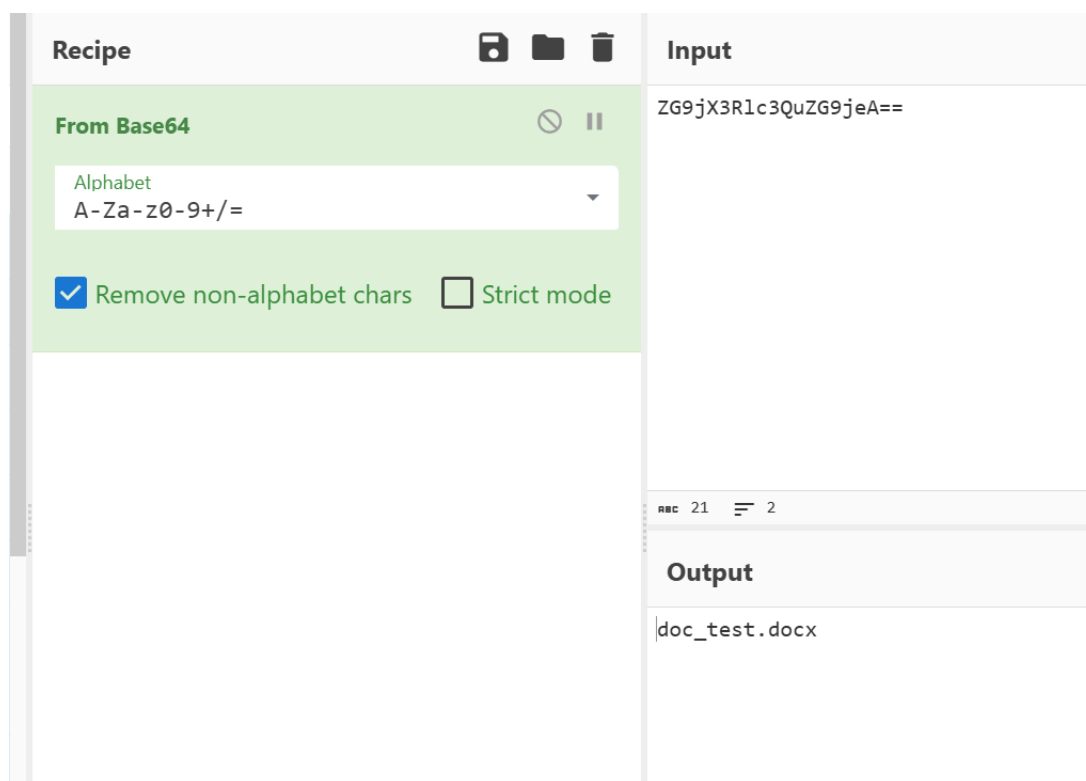 Recipe
From Base64
Alphabet
A-Za-z0-9+/=
Remove non-alphabet chars
Strict mode
Input
ZG9jX3Rlc3QuZG9jeA==
ABC 21 2
Output
doc_test.docx